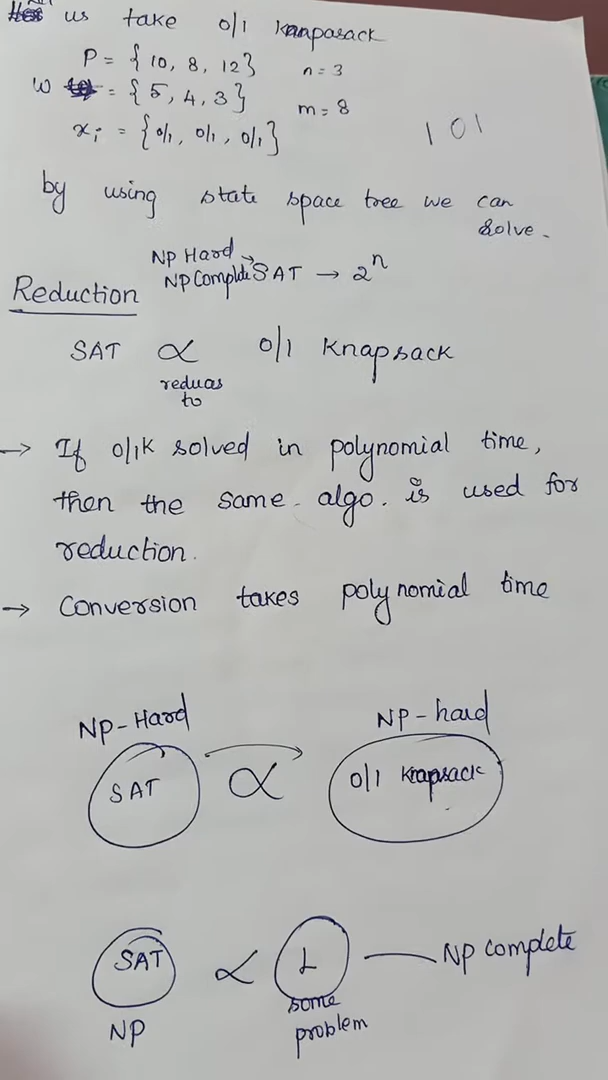 us take 0/1 Knapasack
P = { 10, 8, 12} n = 3
w = { 5, 4, 3 } m = 8
xi = { 0/1, 0/1, 0/1 } 1 0 1
by using state space tree we can
solve.
NP Hard →
Reduction NP Complete SAT → 2^n
SAT ∝ 0/1 Knapsack
reduas
to
→ If 0/1K solved in polynomial time,
then the same algo. is used for
reduction.
→ Conversion takes polynomial time
NP-Hard NP-hard
SAT ∝ 0/1 Knapsack
SAT ∝ L NP complete
some
NP problem